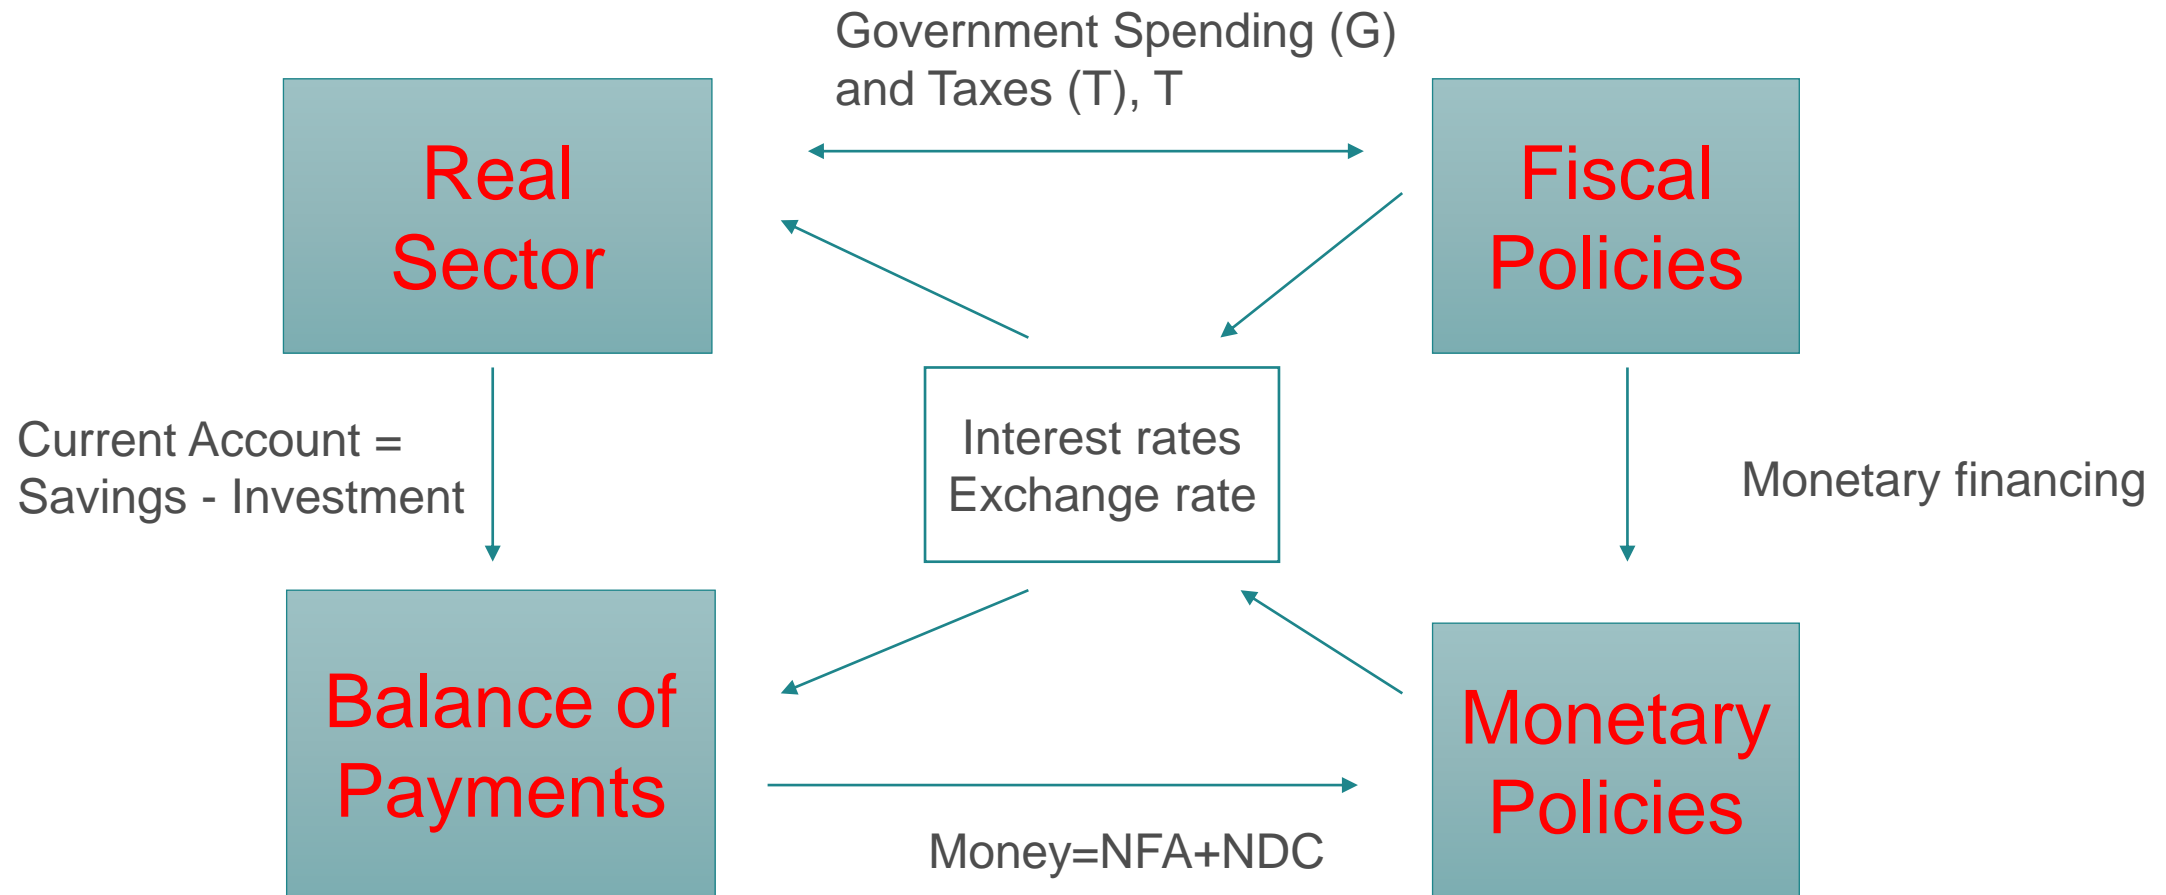 Government Spending (G)
and Taxes (T), T
Real
Sector
Fiscal
Policies
Current Account =
Savings - Investment
Interest rates
Exchange rate
Monetary financing
Balance of
Payments
Monetary
Policies
Money=NFA+NDC